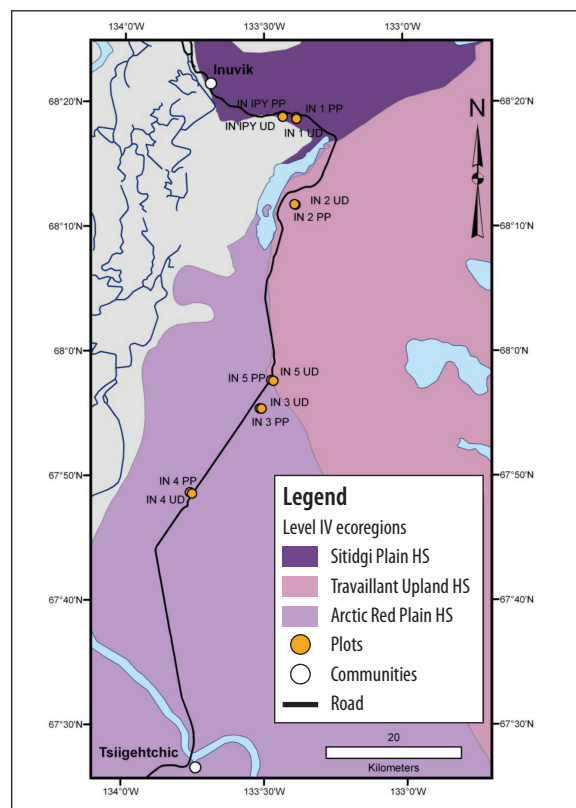 134°0'W 133°30'W 133°0'W
Inuvik
68°20'N 68°20'N
IN IPY PP IN 1 PP
IN IPY UD IN 1 UD
N
IN 2 UD
68°10'N 68°10'N
IN 2 PP
68°0'N 68°0'N
IN 5 PP IN 5 UD
IN 3 UD
IN 3 PP
67°50'N 67°50'N
IN 4 PP
IN 4 UD
Legend
Level IV ecoregions
Sitidgi Plain HS
Travaillant Upland HS
Arctic Red Plain HS
Plots
Communities
Road
67°40'N 67°40'N
67°30'N 67°30'N
Tsiigehtchic
20
Kilometers
134°0'W 133°30'W 133°0'W